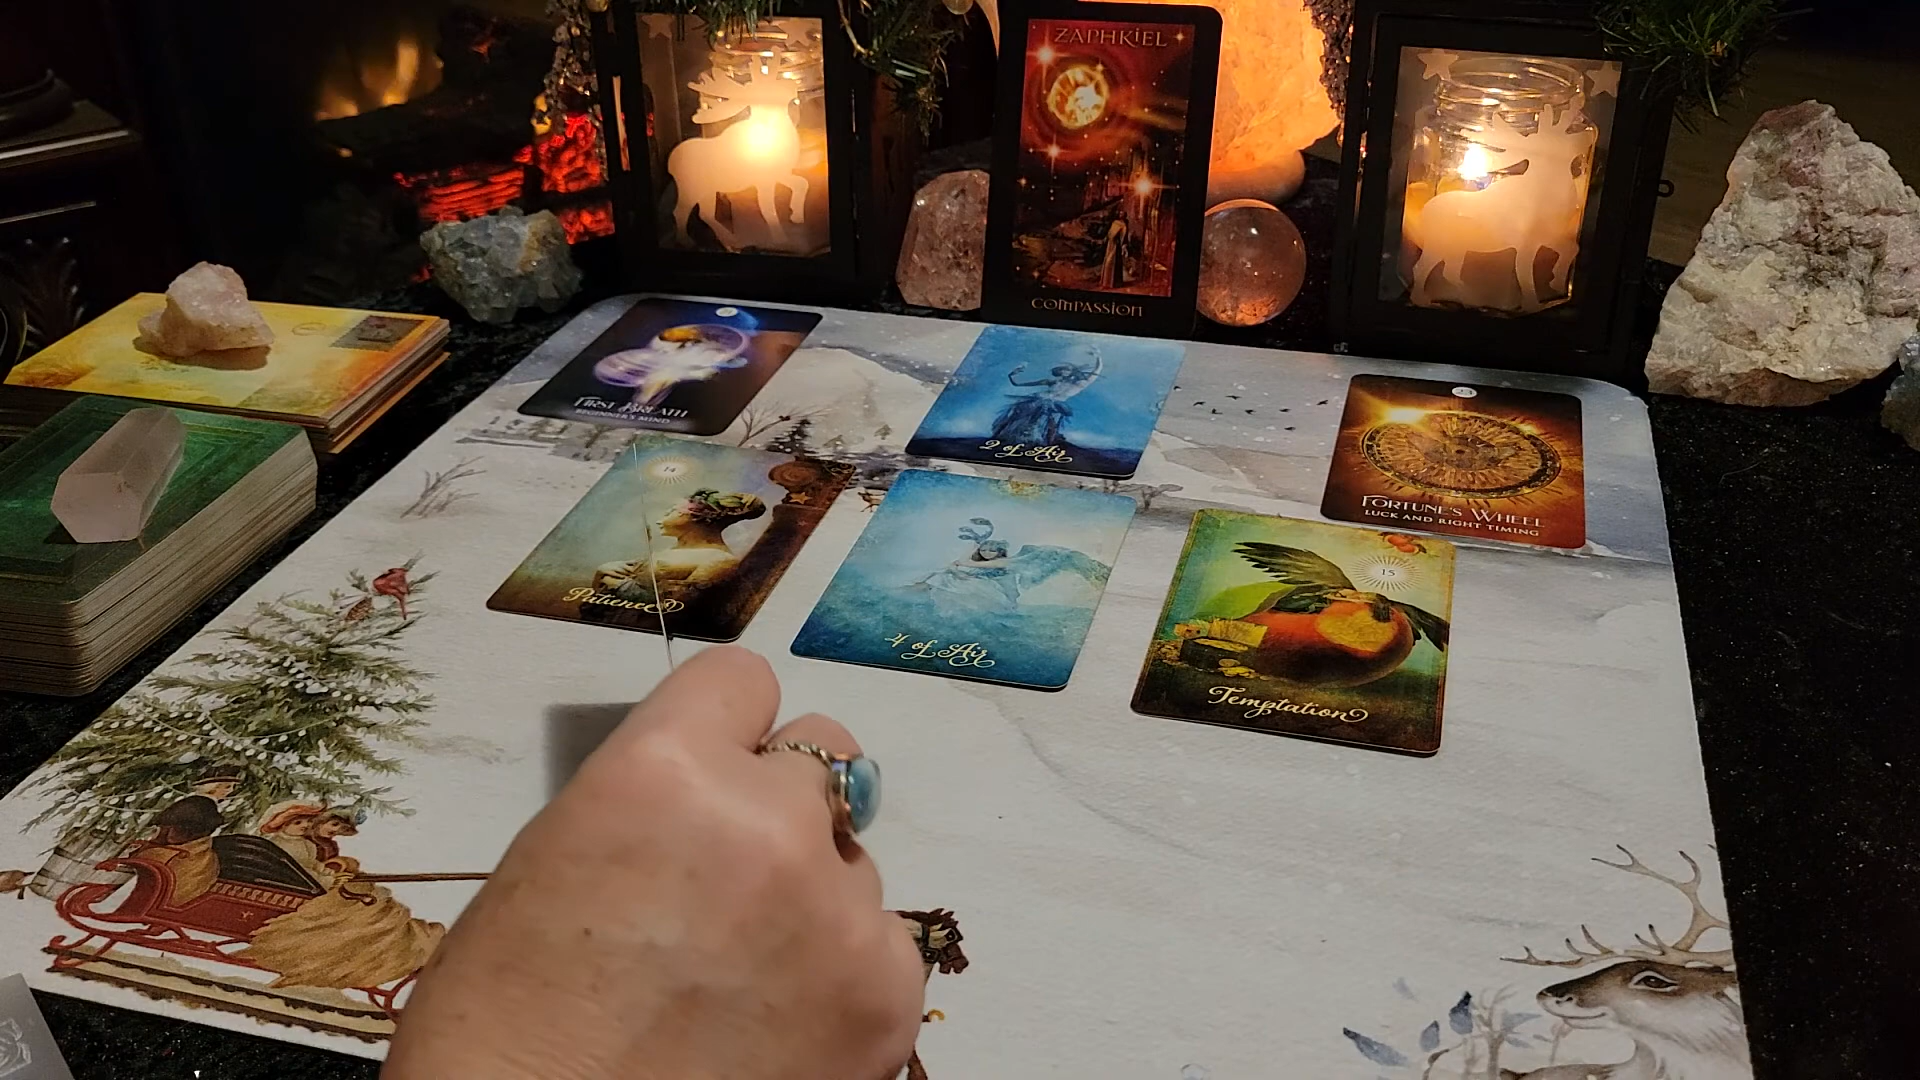 ZAPHKIEL
COMPASSION
FIRST BREATH
BEGINNER'S MIND
2 of Air
23
FORTUNE'S WHEEL
LUCK AND RIGHT TIMING
14
Patience
4 of Air
15
Temptation